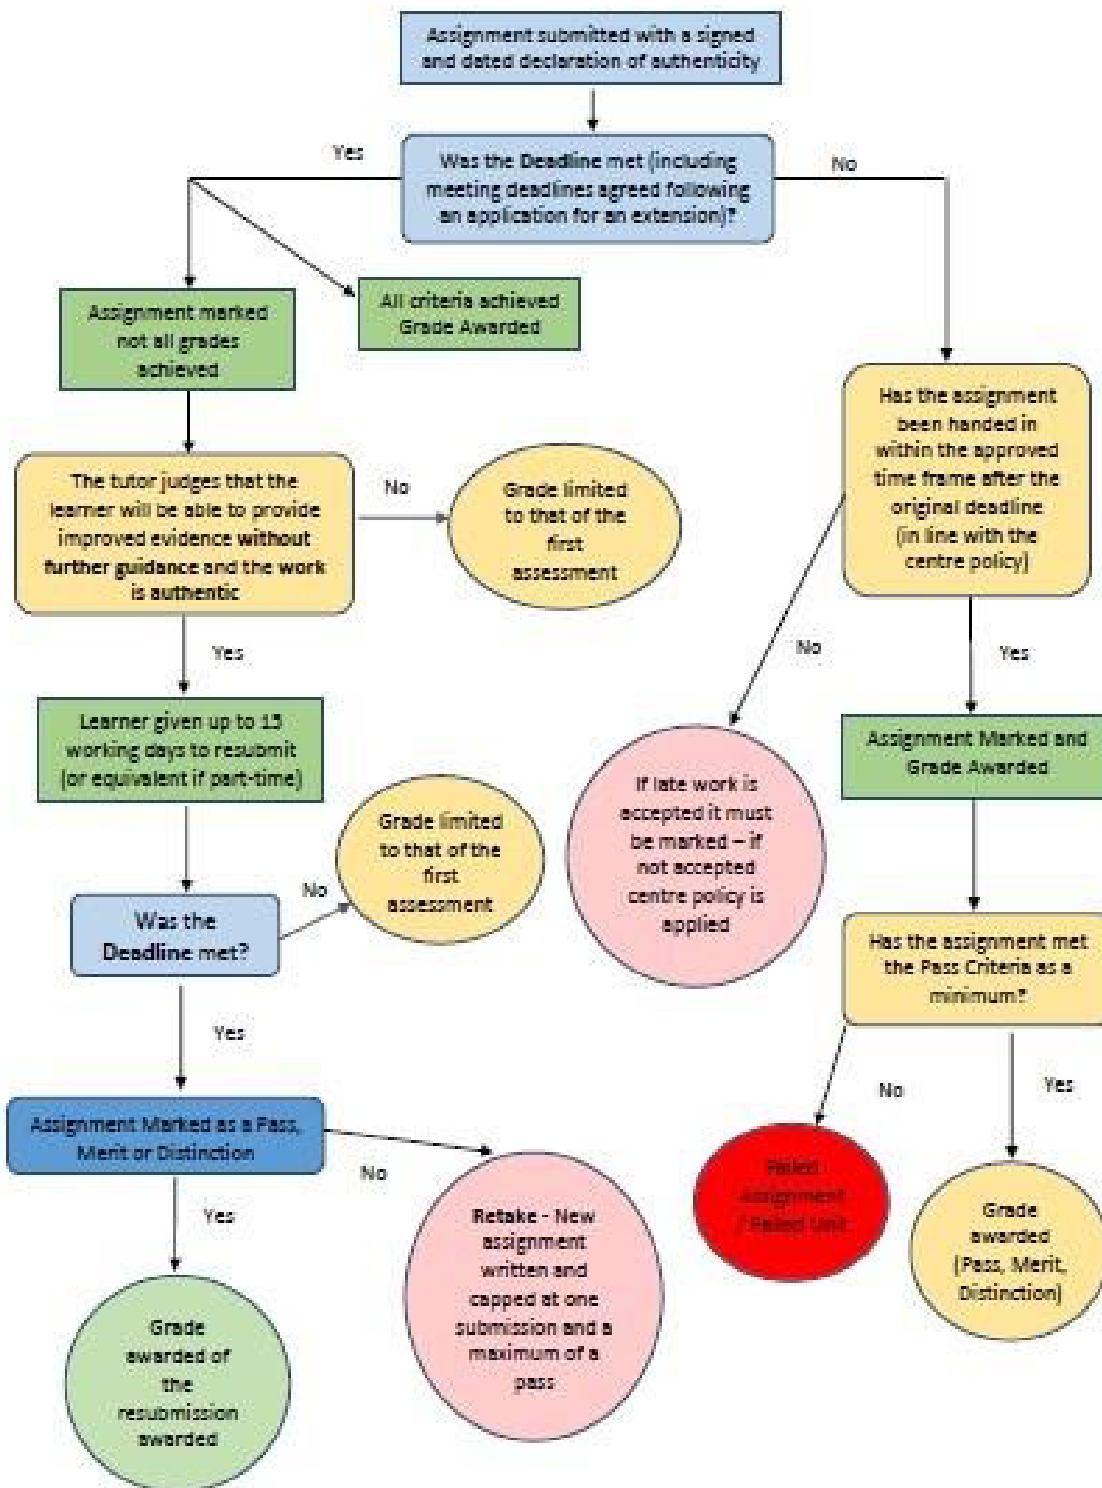 Assignment submitted with a signed
and dated declaration of authenticity
Yes
Was the Deadline met (including
meeting deadlines agreed following
an application for an extension)?
No
Assignment marked
not all grades
achieved
All criteria achieved
Grade Awarded
Has the assignment
been handed in
within the approved
time frame after the
original deadline
(in line with the
centre policy)
The tutor judges that the
learner will be able to provide
improved evidence without
further guidance and the work
is authentic
No
Grade limited
to that of the
first
assessment
Yes
No
Yes
Learner given up to 15
working days to resubmit
(or equivalent if part-time)
Assignment Marked and
Grade Awarded
If late work is
accepted it must
be marked – if
not accepted
centre policy is
applied
Grade limited
to that of the
first
assessment
No
Was the
Deadline met?
Has the assignment met
the Pass Criteria as a
minimum?
Yes
No
Yes
Assignment Marked as a Pass,
Merit or Distinction
No
Yes
Failed
Assignment
/ Failed Unit
Grade
awarded
(Pass, Merit,
Distinction)
Retake - New
assignment
written and
capped at one
submission and a
maximum of a
pass
Grade
awarded of
the
resubmission
awarded